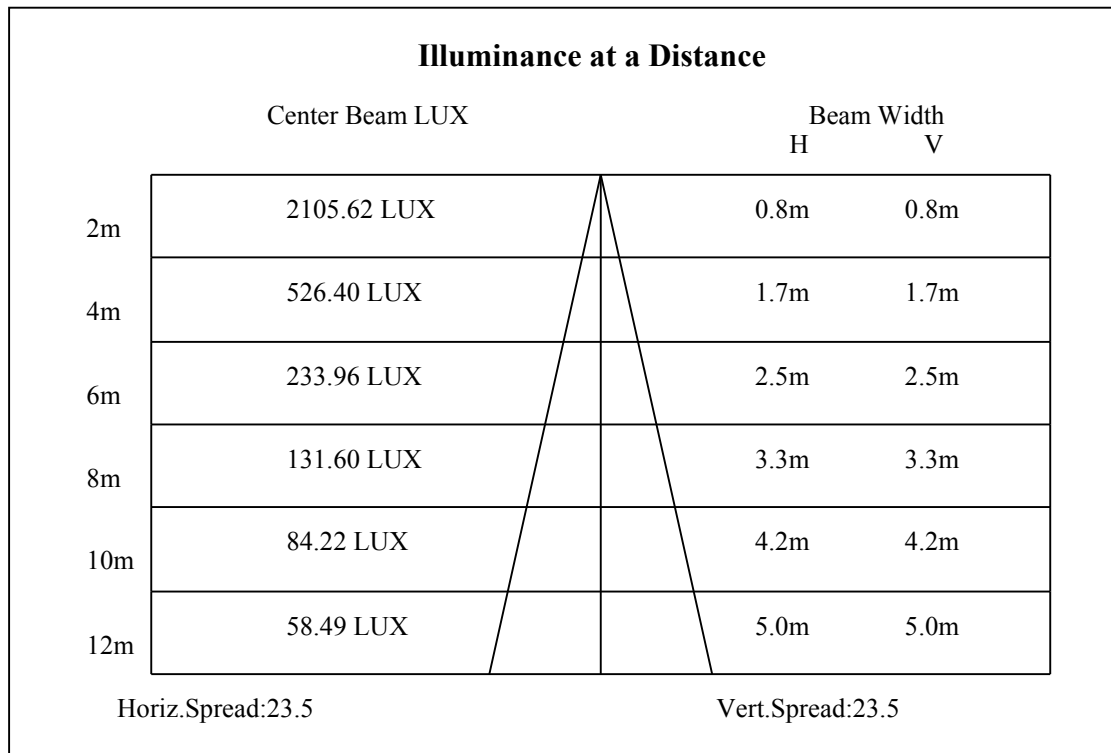 Illuminance at a Distance
Center Beam LUX Beam Width
H V
2105.62 LUX 0.8m 0.8m
2m
526.40 LUX 1.7m 1.7m
4m
233.96 LUX 2.5m 2.5m
6m
131.60 LUX 3.3m 3.3m
8m
84.22 LUX 4.2m 4.2m
10m
58.49 LUX 5.0m 5.0m
12m
Horiz.Spread:23.5 Vert.Spread:23.5